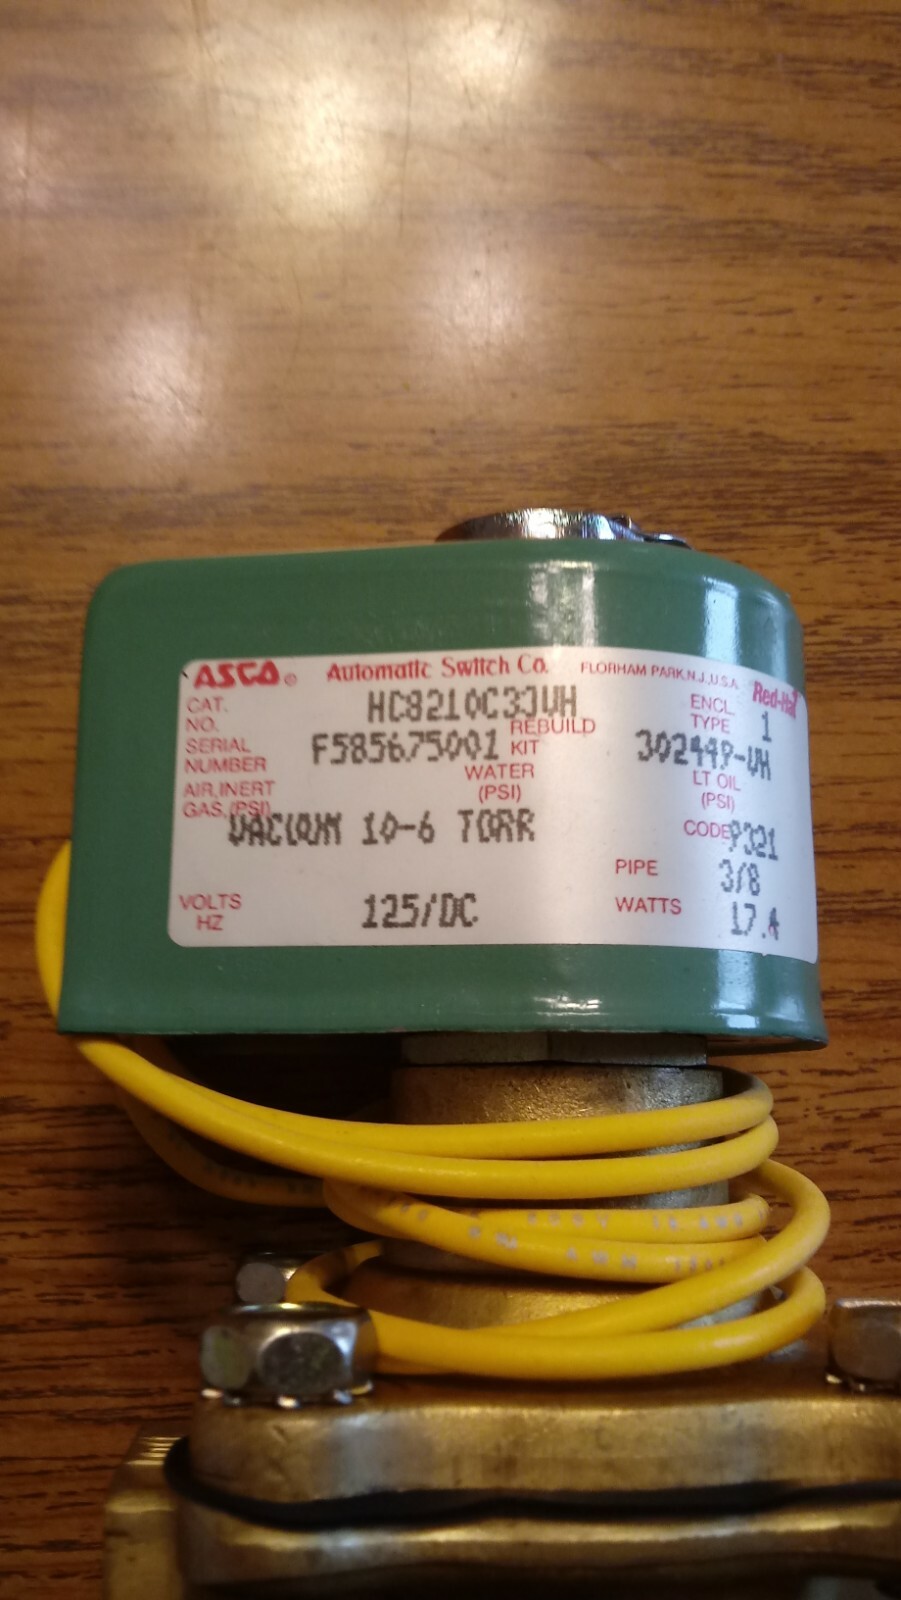 ASCO® Automatic Switch Co. FLORHAM PARK, N.J., U.S.A. Red-Hat
CAT. NO. HC8210C33VH ENCL. TYPE 1
SERIAL NUMBER F585675001 REBUILD KIT 302449-VH
AIR, INERT GAS, (PSI) WATER (PSI) LT OIL (PSI)
VACUUM 10-6 TORR CODE 9321
PIPE 3/8
VOLTS HZ 125/DC WATTS 17.4